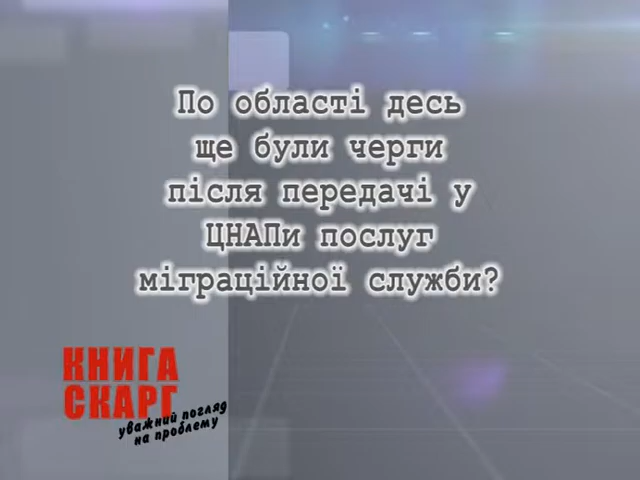 По області десь
ще були черги
після передачі у
ЦНАПи послуг
міграційної служби?
КНИГА
СКАРГ
уважний погляд
на проблему